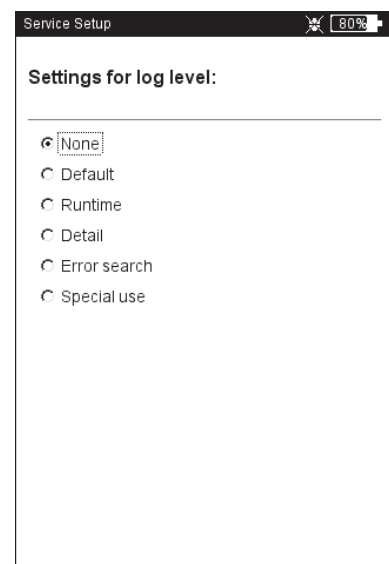 Service Setup 80%
Settings for log level:
None
Default
Runtime
Detail
Error search
Special use